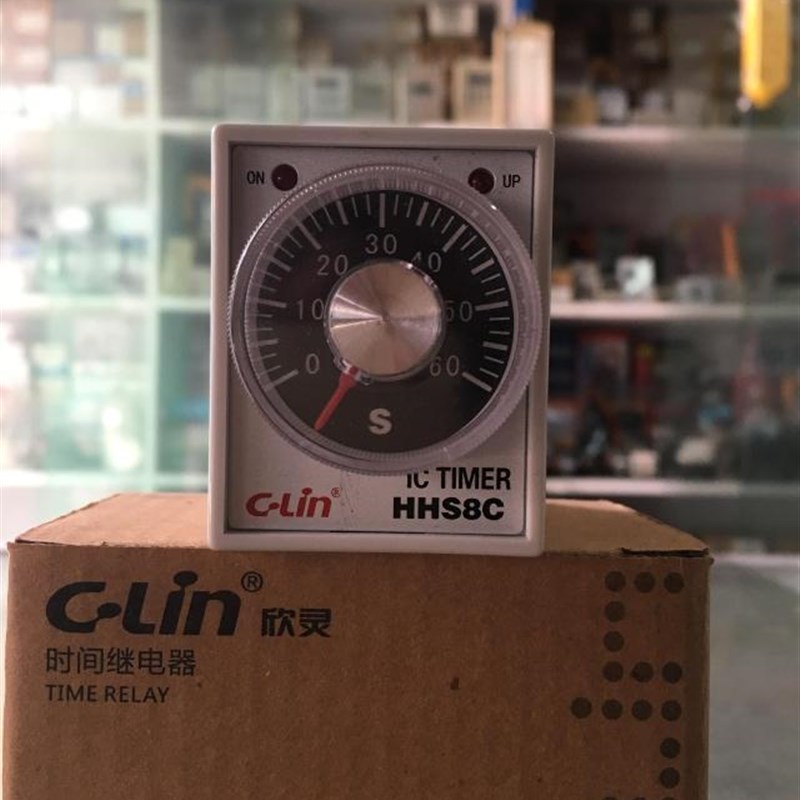 ON UP
30
20 40
10 50
0 60
S
IC TIMER
C-Lin® HHS8C
C-Lin® 欣灵
时间继电器
TIME RELAY